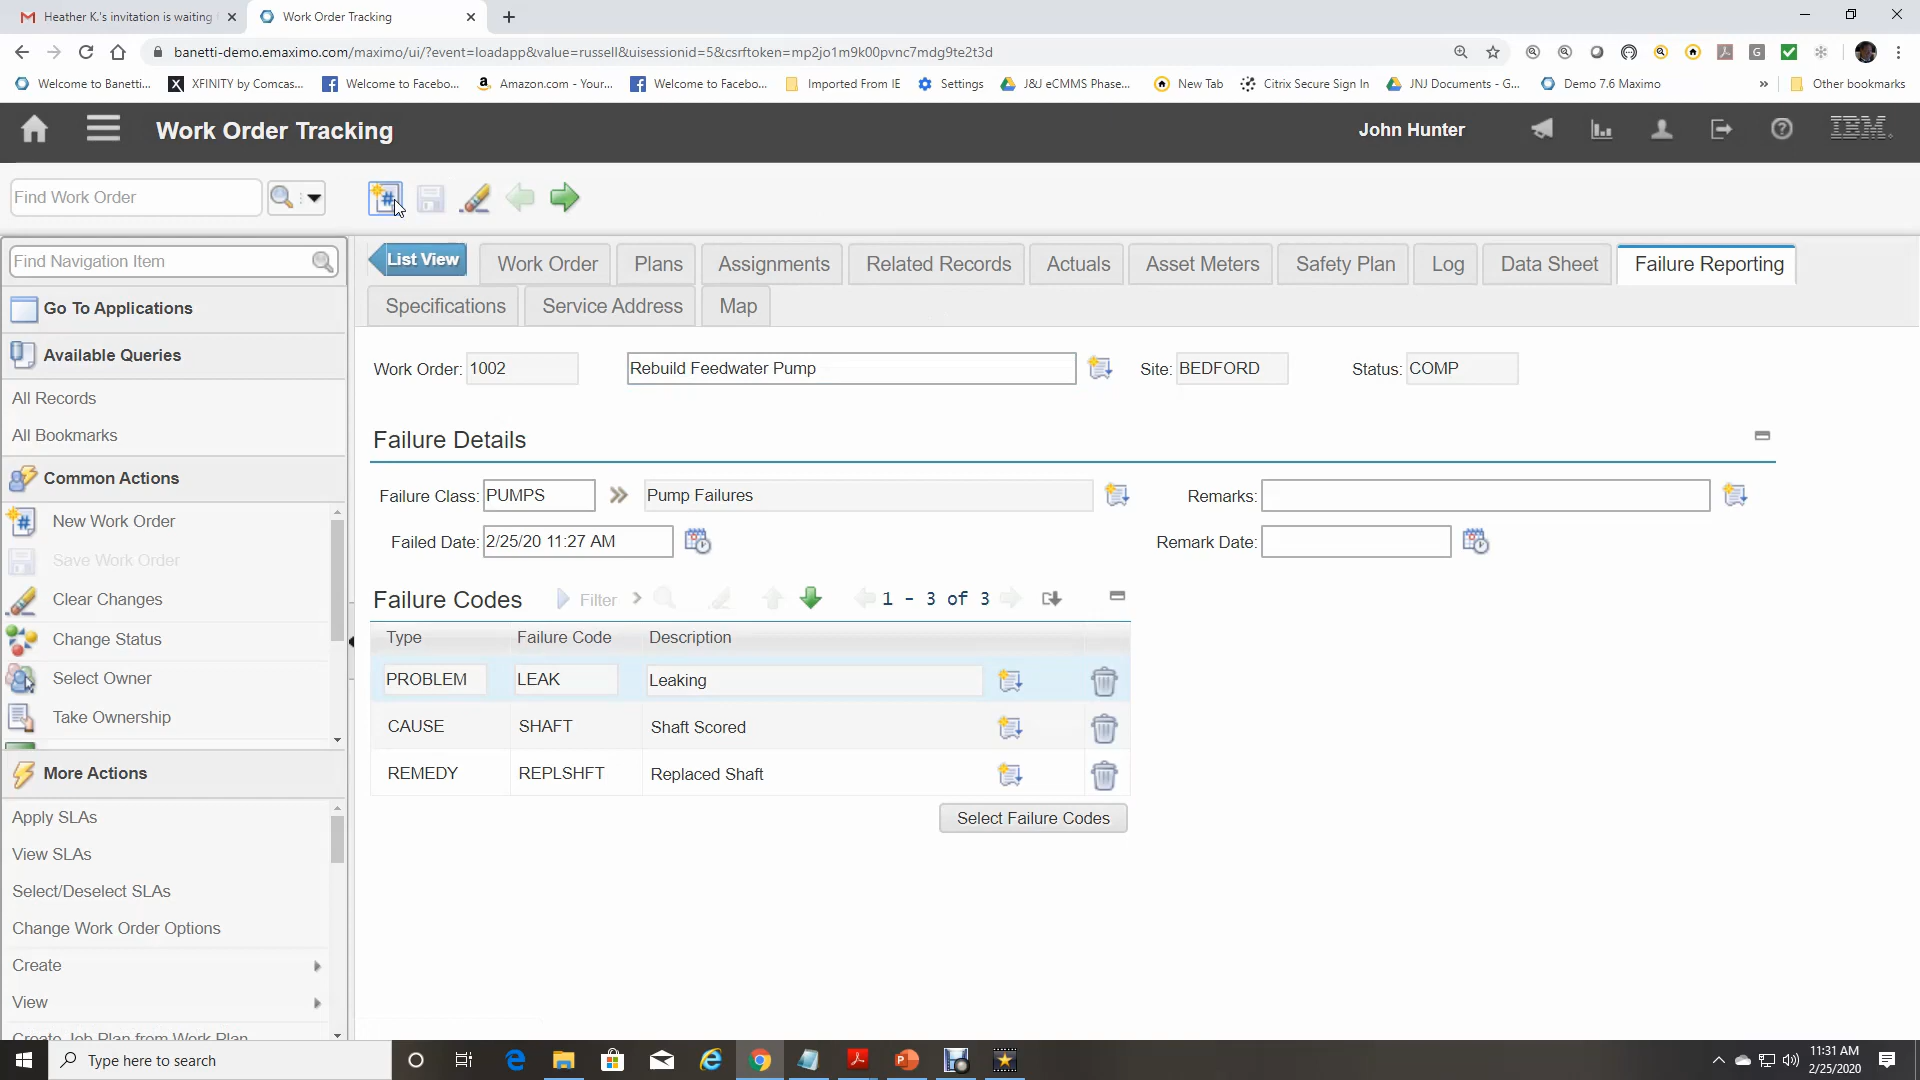 Heather K.'s invitation is waiting
Work Order Tracking
banetti-demo.emaximo.com/maximo/ui/?event=loadapp&value=russell&uisessionid=5&csrftoken=mp2jo1m9k00pvnc7mdg9te2t3d
Welcome to Banetti... XFINITY by Comcas... Welcome to Facebo... Amazon.com - Your... Welcome to Facebo... Imported From IE Settings J&J eCMMS Phase... New Tab Citrix Secure Sign In JNJ Documents - G... Demo 7.6 Maximo » Other bookmarks
Work Order Tracking John Hunter IBM.
Find Work Order
Find Navigation Item
Go To Applications
Available Queries
All Records
All Bookmarks
Common Actions
New Work Order
Save Work Order
Clear Changes
Change Status
Select Owner
Take Ownership
More Actions
Apply SLAs
View SLAs
Select/Deselect SLAs
Change Work Order Options
Create
View
Create Job Plan from Work Plan
List View Work Order Plans Assignments Related Records Actuals Asset Meters Safety Plan Log Data Sheet Failure Reporting
Specifications Service Address Map
Work Order: 1002 Rebuild Feedwater Pump Site: BEDFORD Status: COMP
Failure Details
Failure Class: PUMPS Pump Failures Remarks:
Failed Date: 2/25/20 11:27 AM Remark Date:
Failure Codes Filter 1 - 3 of 3
Type Failure Code Description
PROBLEM LEAK Leaking
CAUSE SHAFT Shaft Scored
REMEDY REPLSHFT Replaced Shaft
Select Failure Codes
Type here to search
11:31 AM
2/25/2020